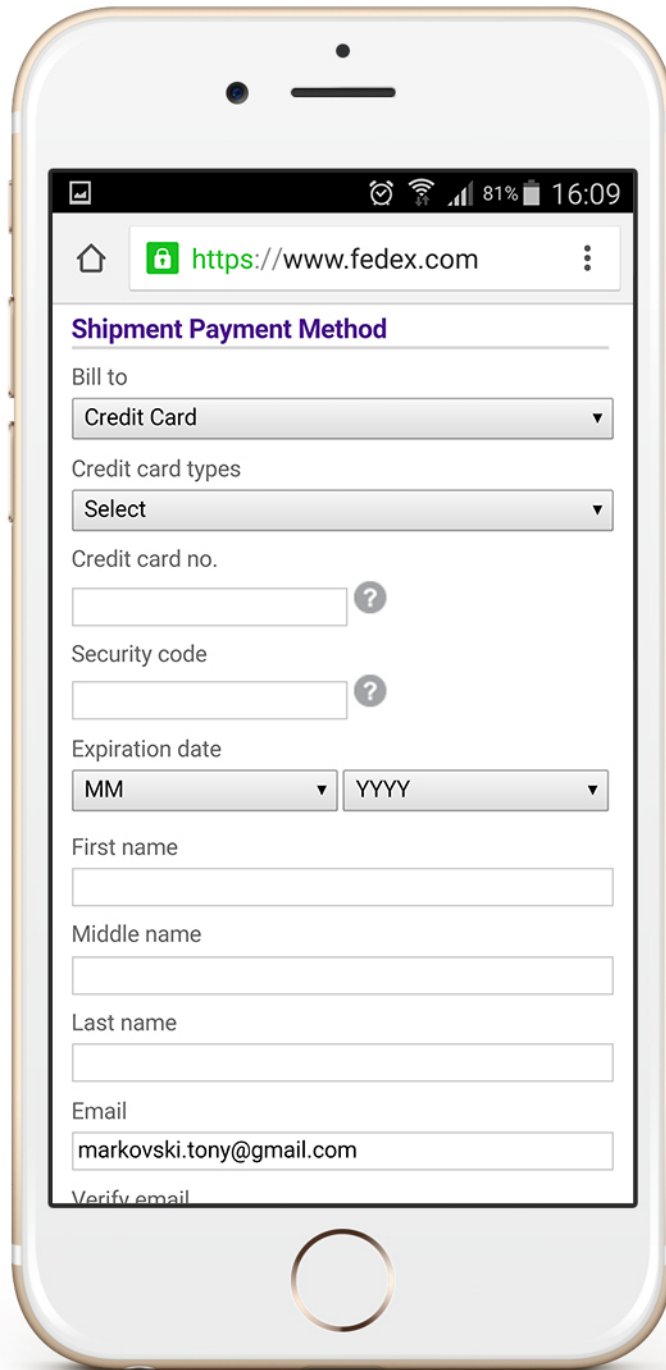 81% 16:09
https://www.fedex.com
Shipment Payment Method
Bill to
Credit Card
Credit card types
Select
Credit card no.
?
Security code
?
Expiration date
MM YYYY
First name
Middle name
Last name
Email
markovski.tony@gmail.com
Verify email